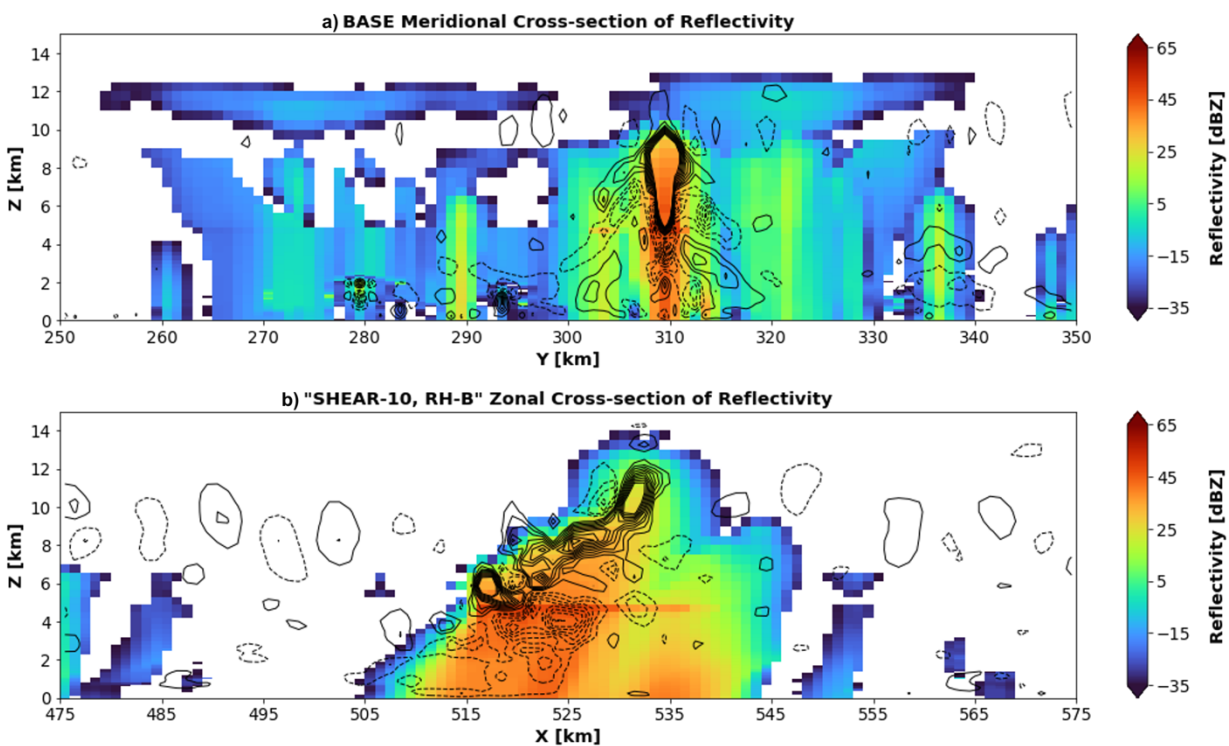 a) BASE Meridional Cross-section of Reflectivity
14
12
10
8
6
4
2
0
Z [km]
250 260 270 280 290 300 310 320 330 340 350
Y [km]
65
45
25
5
−15
−35
Reflectivity [dBZ]
b) "SHEAR-10, RH-B" Zonal Cross-section of Reflectivity
14
12
10
8
6
4
2
0
Z [km]
475 485 495 505 515 525 535 545 555 565 575
X [km]
65
45
25
5
−15
−35
Reflectivity [dBZ]